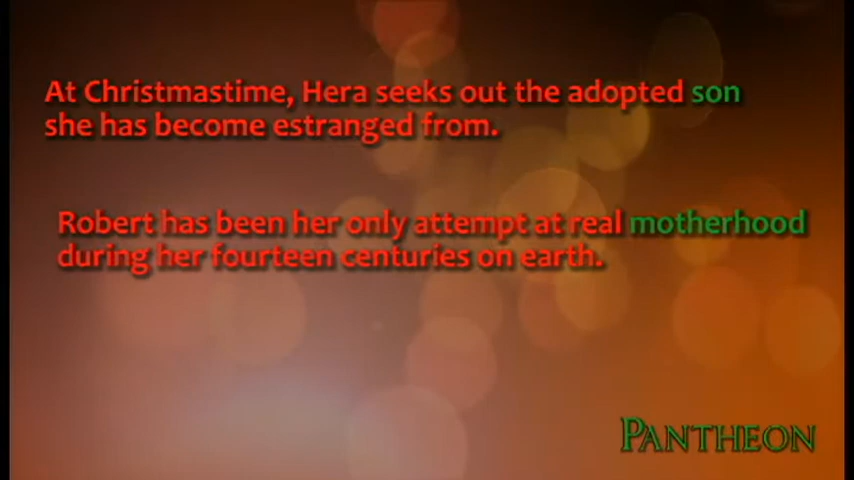 At Christmastime, Hera seeks out the adopted son
she has become estranged from.
Robert has been her only attempt at real motherhood
during her fourteen centuries on earth.
PANTHEON